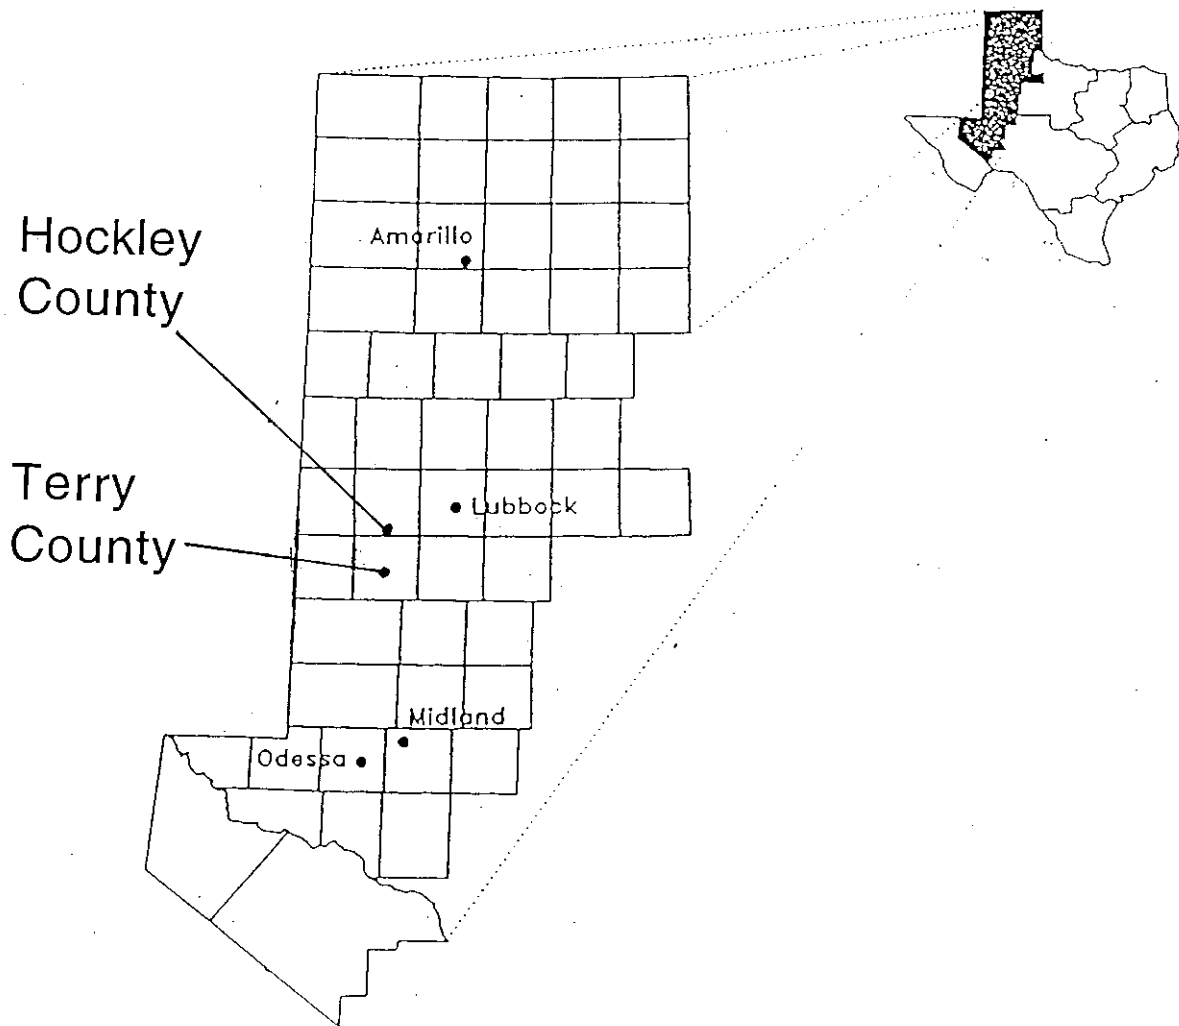 Amarillo
Hockley
County
Terry
County
Lubbock
Midland
Odessa